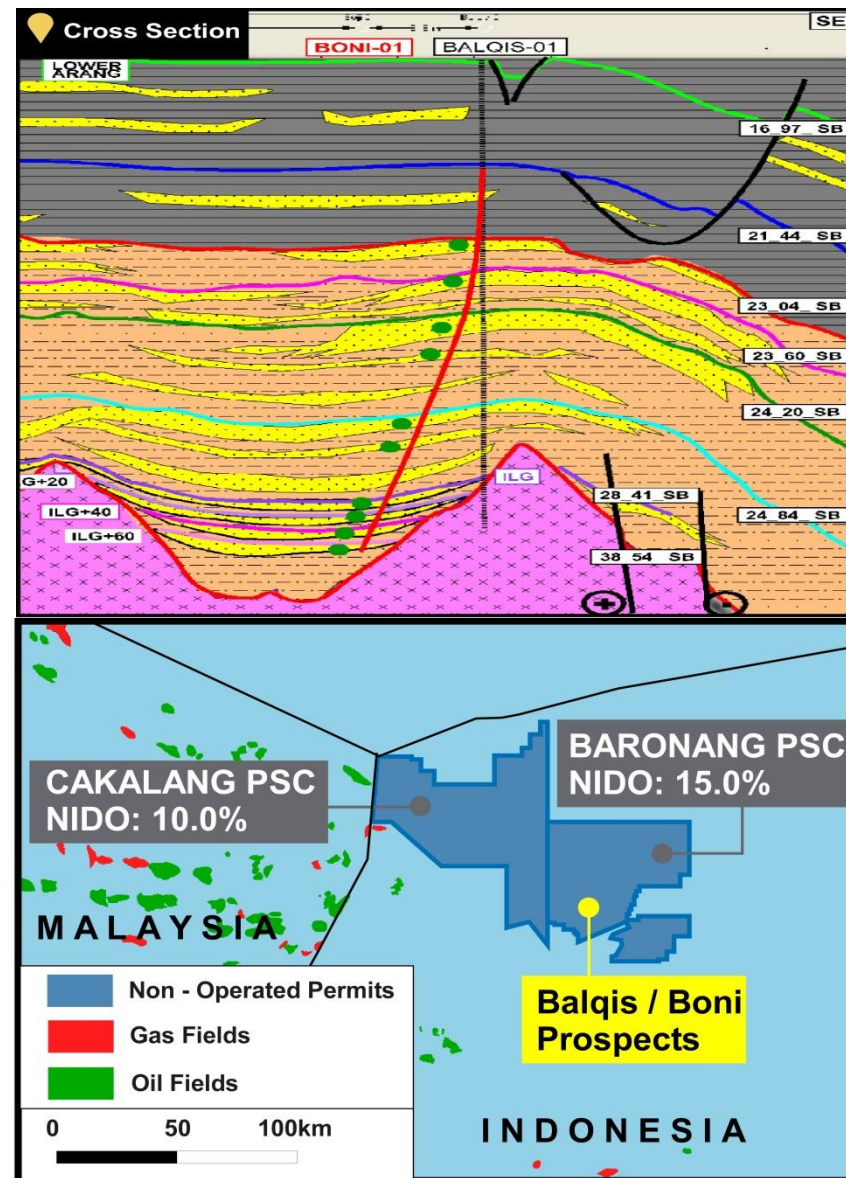 Cross Section
SE
BONI-01
BALQIS-01
LOWER
ARANG
16_97_SB
21_44_SB
23_04_SB
23_60_SB
24_20_SB
G+20
ILG
28_41_SB
ILG+40
24_84_SB
ILG+60
38_54_SB
CAKALANG PSC
NIDO: 10.0%
BARONANG PSC
NIDO: 15.0%
MALAYSIA
Balqis / Boni
Prospects
Non - Operated Permits
Gas Fields
Oil Fields
0 50 100km
INDONESIA